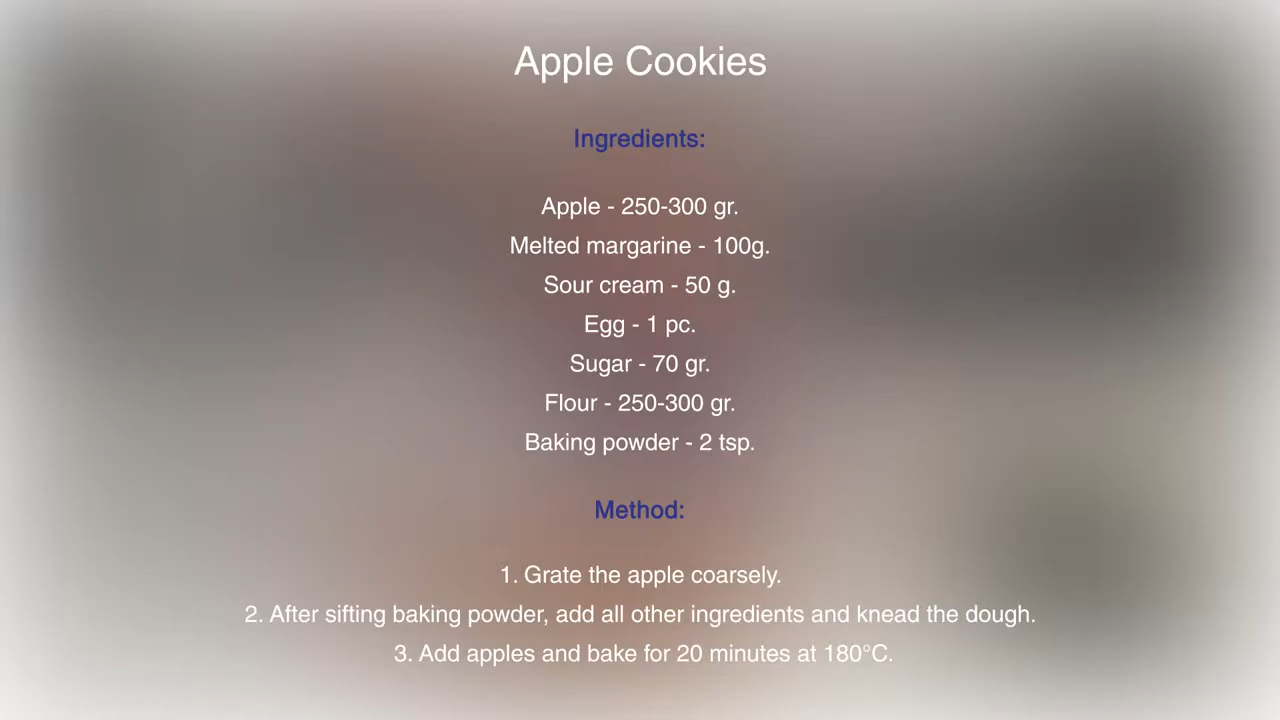 Apple Cookies
Ingredients:
Apple - 250-300 gr.
Melted margarine - 100g.
Sour cream - 50 g.
Egg - 1 pc.
Sugar - 70 gr.
Flour - 250-300 gr.
Baking powder - 2 tsp.
Method:
1. Grate the apple coarsely.
2. After sifting baking powder, add all other ingredients and knead the dough.
3. Add apples and bake for 20 minutes at 180°C.